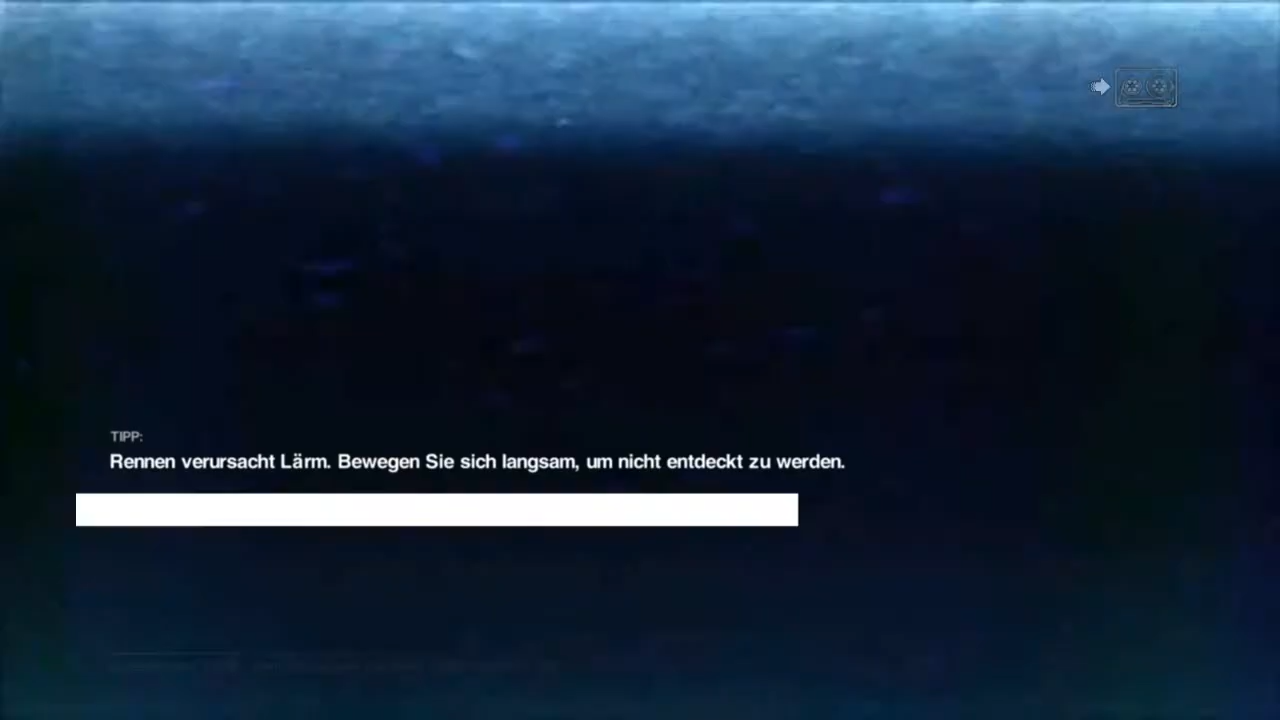 TIPP:
Rennen verursacht Lärm. Bewegen Sie sich langsam, um nicht entdeckt zu werden.